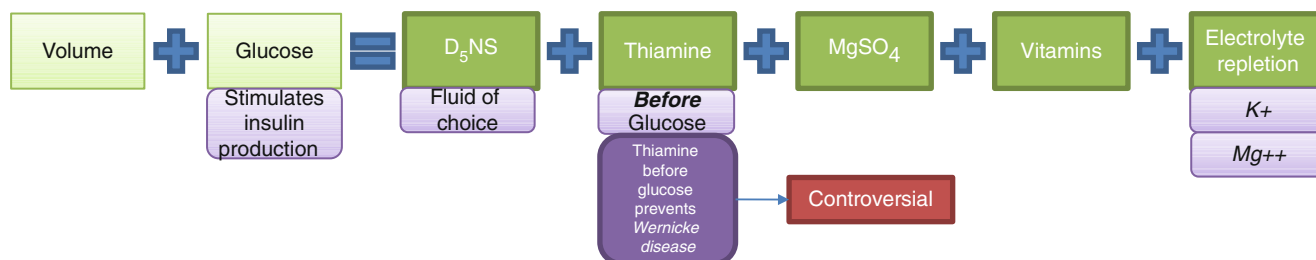 Volume
Glucose
Stimulates
insulin
production
D5NS
Fluid of
choice
Thiamine
Before
Glucose
Thiamine
before
glucose
prevents
Wernicke
disease
Controversial
MgSO4
Vitamins
Electrolyte
repletion
K+
Mg++